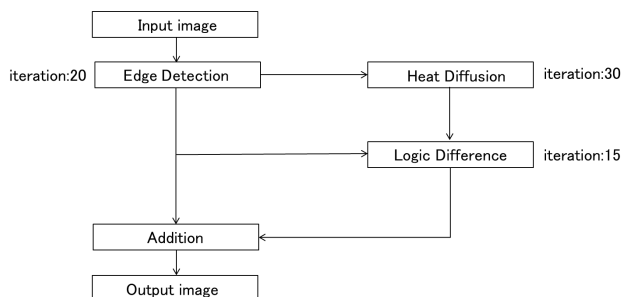 Input image
iteration:20
Edge Detection
Heat Diffusion
iteration:30
Logic Difference
iteration:15
Addition
Output image